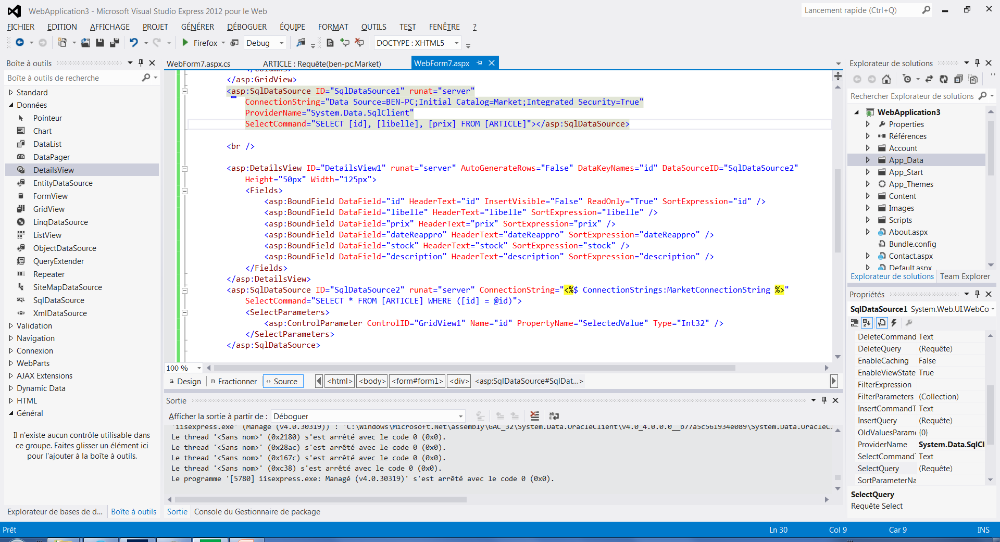 WebApplication3 - Microsoft Visual Studio Express 2012 pour le Web
Lancement rapide (Ctrl+Q)
FICHIER EDITION AFFICHAGE PROJET GÉNÉRER DÉBOGUER ÉQUIPE FORMAT OUTILS TEST FENÊTRE ?
Firefox Debug DOCTYPE : XHTML5
Boîte à outils
Boîte à outils de recherche
Standard
Données
Pointeur
Chart
DataList
DataPager
DetailsView
EntityDataSource
FormView
GridView
LinqDataSource
ListView
ObjectDataSource
QueryExtender
Repeater
SiteMapDataSource
SqlDataSource
XmlDataSource
Validation
Navigation
Connexion
WebParts
AJAX Extensions
Dynamic Data
HTML
Général
Il n'existe aucun contrôle utilisable dans
ce groupe. Faites glisser un élément ici
pour l'ajouter à la boîte à outils.
Explorateur de bases de d... Boîte à outils
WebForm7.aspx.cs ARTICLE : Requête(ben-pc.Market) WebForm7.aspx
</Columns>
</asp:GridView>
<asp:SqlDataSource ID="SqlDataSource1" runat="server"
ConnectionString="Data Source=BEN-PC;Initial Catalog=Market;Integrated Security=True"
ProviderName="System.Data.SqlClient"
SelectCommand="SELECT [id], [libelle], [prix] FROM [ARTICLE]"></asp:SqlDataSource>
<br />
<asp:DetailsView ID="DetailsView1" runat="server" AutoGenerateRows="False" DataKeyNames="id" DataSourceID="SqlDataSource2"
Height="50px" Width="125px">
<Fields>
<asp:BoundField DataField="id" HeaderText="id" InsertVisible="False" ReadOnly="True" SortExpression="id" />
<asp:BoundField DataField="libelle" HeaderText="libelle" SortExpression="libelle" />
<asp:BoundField DataField="prix" HeaderText="prix" SortExpression="prix" />
<asp:BoundField DataField="dateReappro" HeaderText="dateReappro" SortExpression="dateReappro" />
<asp:BoundField DataField="stock" HeaderText="stock" SortExpression="stock" />
<asp:BoundField DataField="description" HeaderText="description" SortExpression="description" />
</Fields>
</asp:DetailsView>
<asp:SqlDataSource ID="SqlDataSource2" runat="server" ConnectionString="<%$ ConnectionStrings:MarketConnectionString %>"
SelectCommand="SELECT * FROM [ARTICLE] WHERE ([id] = @id)">
<SelectParameters>
<asp:ControlParameter ControlID="GridView1" Name="id" PropertyName="SelectedValue" Type="Int32" />
</SelectParameters>
</asp:SqlDataSource>
100 %
Design Fractionner Source <html> <body> <form#form1> <div> <asp:SqlDataSource#SqlDat...>
Sortie
Afficher la sortie à partir de : Déboguer
'iisexpress.exe' (Managé (v4.0.30319)) : 'C:\Windows\Microsoft.Net\assembly\GAC_32\System.Data.OracleClient\v4.0_4.0.0.0__b77a5c561934e089\System.Data.OracleCl
Le thread '<Sans nom>' (0x2180) s'est arrêté avec le code 0 (0x0).
Le thread '<Sans nom>' (0x28ac) s'est arrêté avec le code 0 (0x0).
Le thread '<Sans nom>' (0x167c) s'est arrêté avec le code 0 (0x0).
Le thread '<Sans nom>' (0xc38) s'est arrêté avec le code 0 (0x0).
Le programme '[5780] iisexpress.exe: Managé (v4.0.30319)' s'est arrêté avec le code 0 (0x0).
Sortie Console du Gestionnaire de package
Explorateur de solutions
Rechercher Explorateur de solutions
WebApplication3
Properties
Références
Account
App_Data
App_Start
App_Themes
Content
Images
Scripts
About.aspx
Bundle.config
Contact.aspx
Default.aspx
Explorateur de solutions Team Explorer
Propriétés
SqlDataSource1 System.Web.UI.WebCo
DeleteCommand Text
DeleteQuery (Requête)
EnableCaching False
EnableViewState True
FilterExpression
FilterParameters (Collection)
InsertCommandT Text
InsertQuery (Requête)
OldValuesParame {0}
ProviderName System.Data.SqlCl
SelectCommandT Text
SelectQuery (Requête)
SortParameterNa
SelectQuery
Requête Select
Prêt Ln 30 Col 9 Car 9 INS